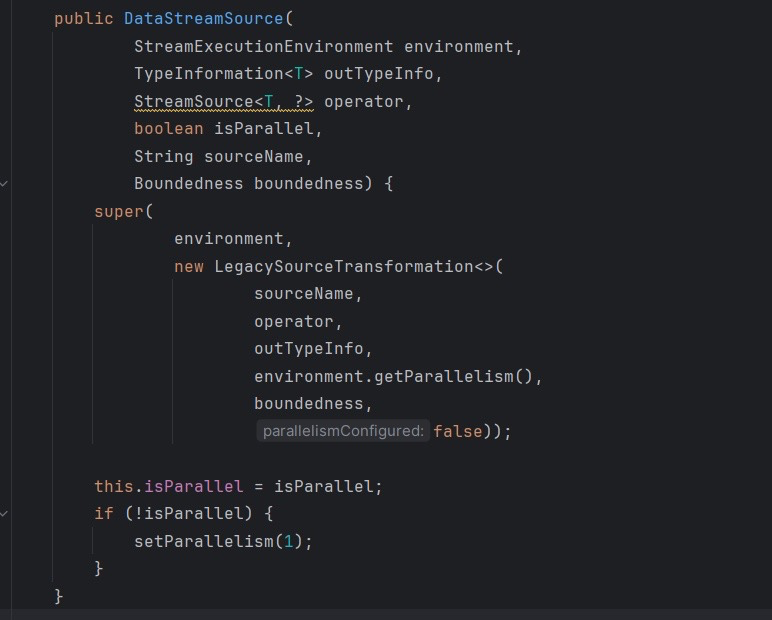 public DataStreamSource(
StreamExecutionEnvironment environment,
TypeInformation<T> outTypeInfo,
StreamSource<T, ?> operator,
boolean isParallel,
String sourceName,
Boundedness boundedness) {
super(
environment,
new LegacySourceTransformation<>(
sourceName,
operator,
outTypeInfo,
environment.getParallelism(),
boundedness,
parallelismConfigured: false));
this.isParallel = isParallel;
if (!isParallel) {
setParallelism(1);
}
}